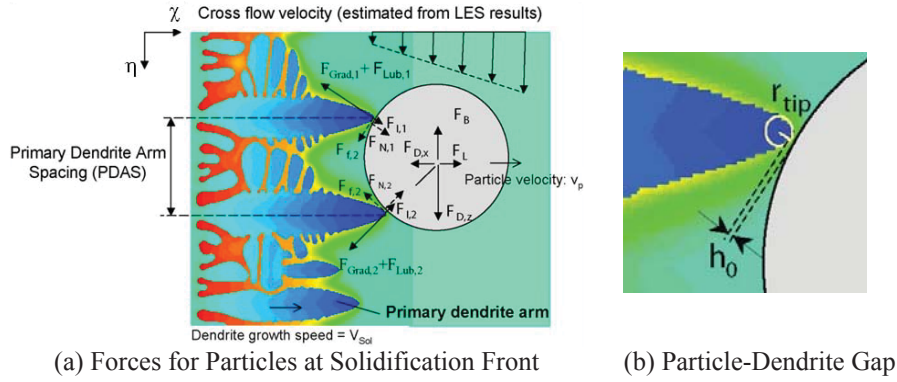 χ Cross flow velocity (estimated from LES results)
η
F_Grad,1 + F_Lub,1
F_I,1
F_N,1
F_f,2
F_B
F_D,x
F_L
Primary Dendrite Arm
Spacing (PDAS)
Particle velocity: v_p
F_N,2
F_f,2
F_I,2
F_D,z
F_Grad,2+F_Lub,2
Primary dendrite arm
Dendrite growth speed = V_Sol
r_tip
h_0
(a) Forces for Particles at Solidification Front (b) Particle-Dendrite Gap